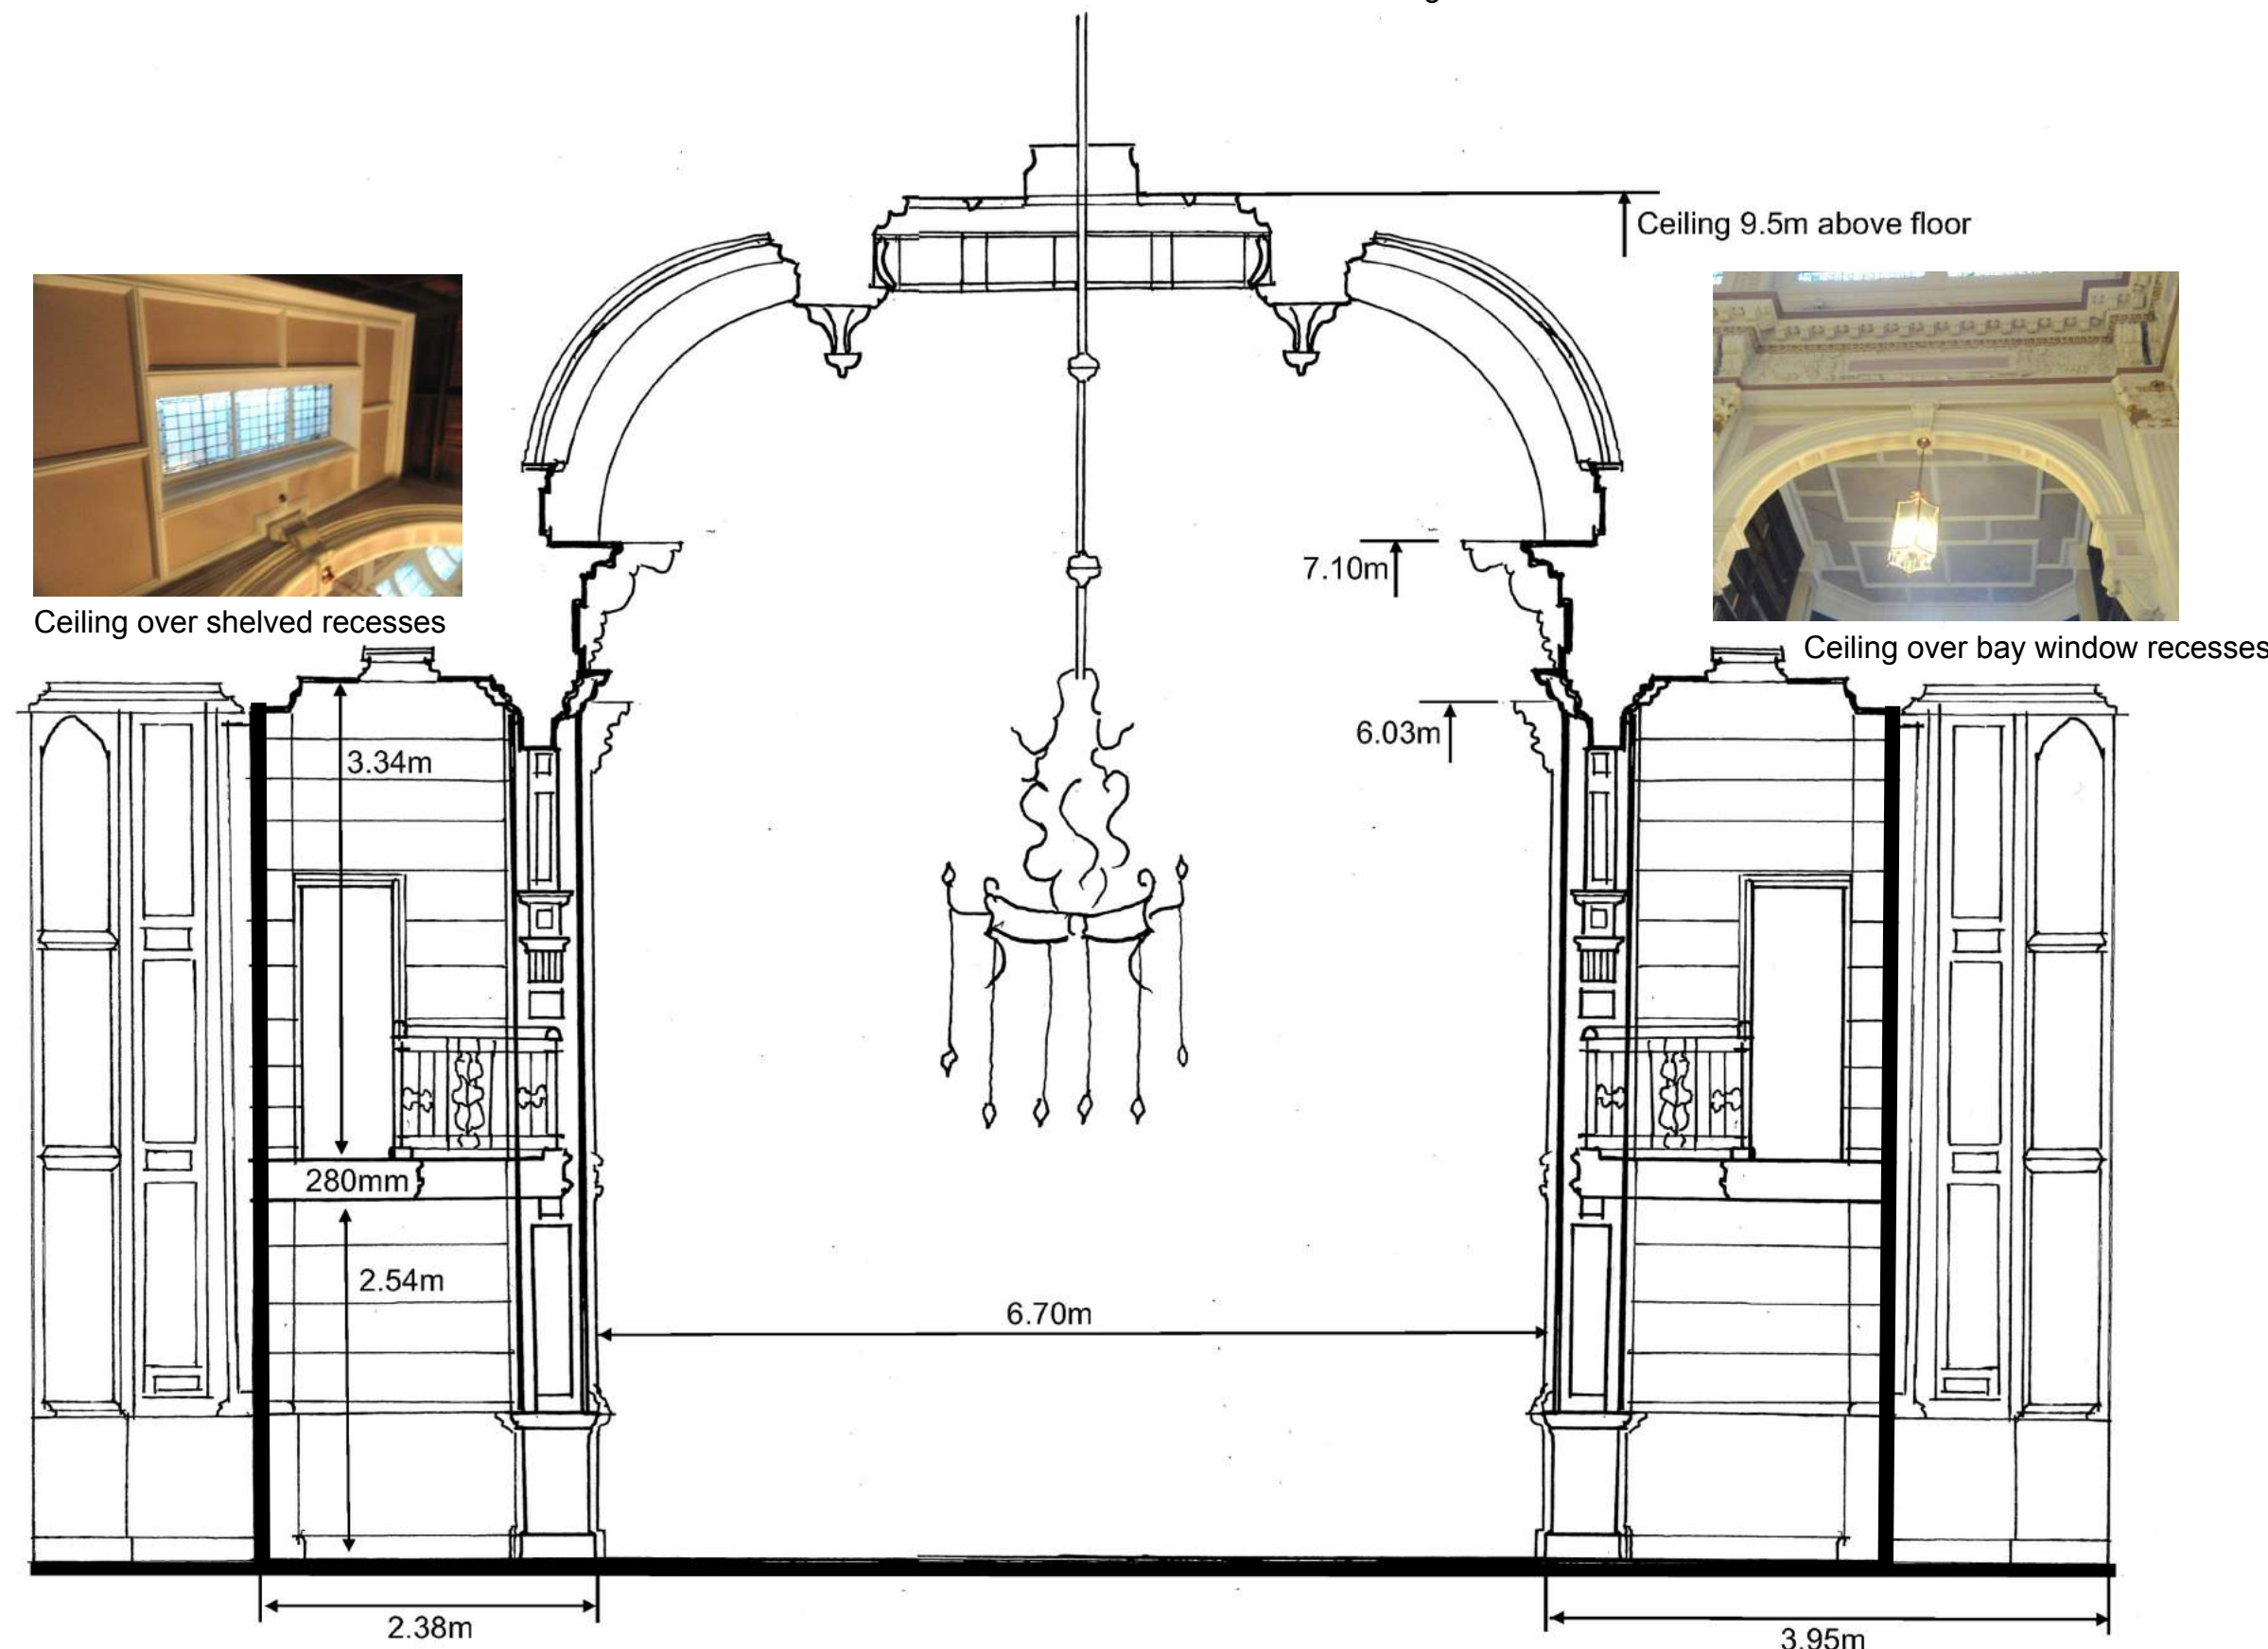 Ceiling 9.5m above floor
7.10m
Ceiling over shelved recesses
Ceiling over bay window recesses
6.03m
3.34m
280mm
2.54m
6.70m
2.38m
3.95m